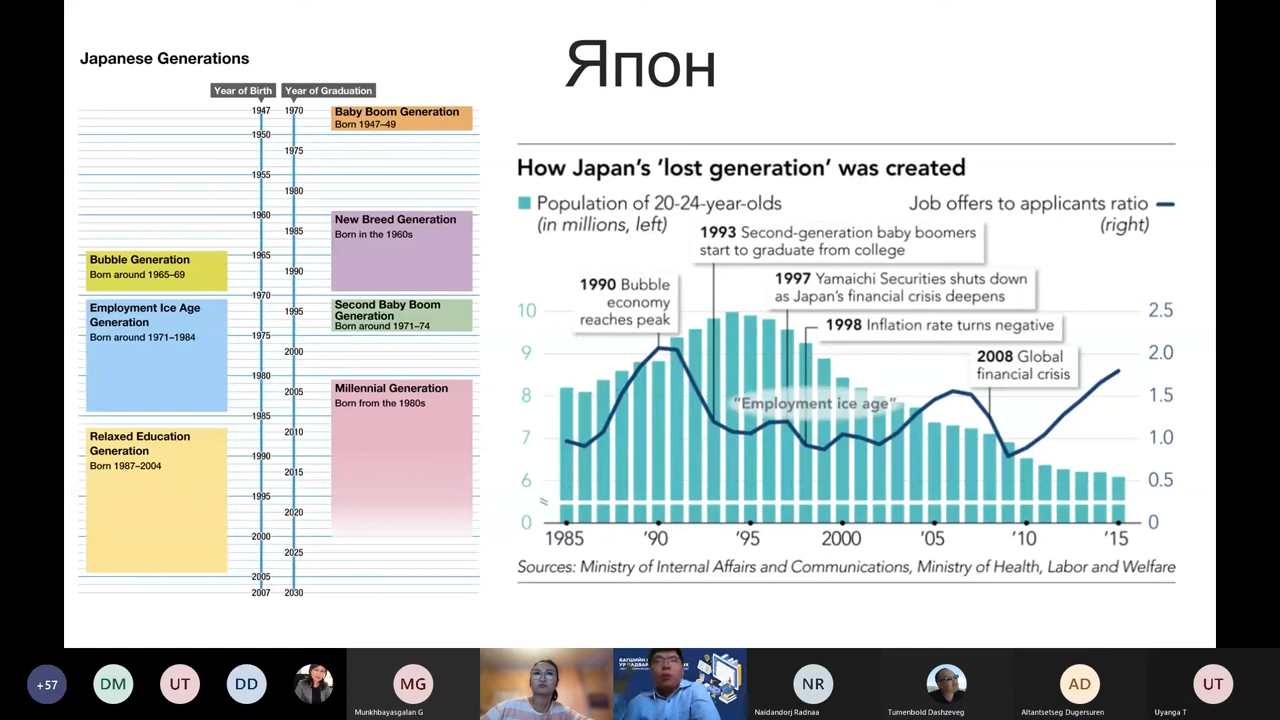 Япон
Japanese Generations
Year of Birth
Year of Graduation
1947
1950
1955
1960
1965
1970
1975
1980
1985
1990
1995
2000
2005
2007
1970
1975
1980
1985
1990
1995
2000
2005
2010
2015
2020
2025
2030
Baby Boom Generation
Born 1947–49
New Breed Generation
Born in the 1960s
Bubble Generation
Born around 1965–69
Employment Ice Age
Generation
Born around 1971–1984
Second Baby Boom
Generation
Born around 1971–74
Millennial Generation
Born from the 1980s
Relaxed Education
Generation
Born 1987–2004
How Japan's 'lost generation' was created
Population of 20-24-year-olds
(in millions, left)
Job offers to applicants ratio
(right)
1993 Second-generation baby boomers
start to graduate from college
1990 Bubble
economy
reaches peak
1997 Yamaichi Securities shuts down
as Japan's financial crisis deepens
1998 Inflation rate turns negative
2008 Global
financial crisis
"Employment ice age"
10
9
8
7
6
0
2.5
2.0
1.5
1.0
0.5
0
1985
'90
'95
2000
'05
'10
'15
Sources: Ministry of Internal Affairs and Communications, Ministry of Health, Labor and Welfare
+57
DM
UT
DD
MG
Munkhbayasgalan G
NR
Naidandorj Radnaa
Tumenbold Dashzeveg
AD
Altantsetseg Dugersuren
UT
Uyanga T